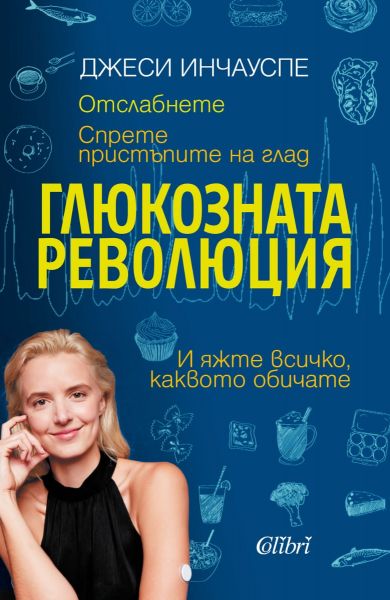 ДЖЕСИ ИНЧАУСПЕ
Отслабнете
Спрете
пристъпите на глад
ГЛЮКОЗНАТА
РЕВОЛЮЦИЯ
И яжте всичко,
каквото обичате
Colibri